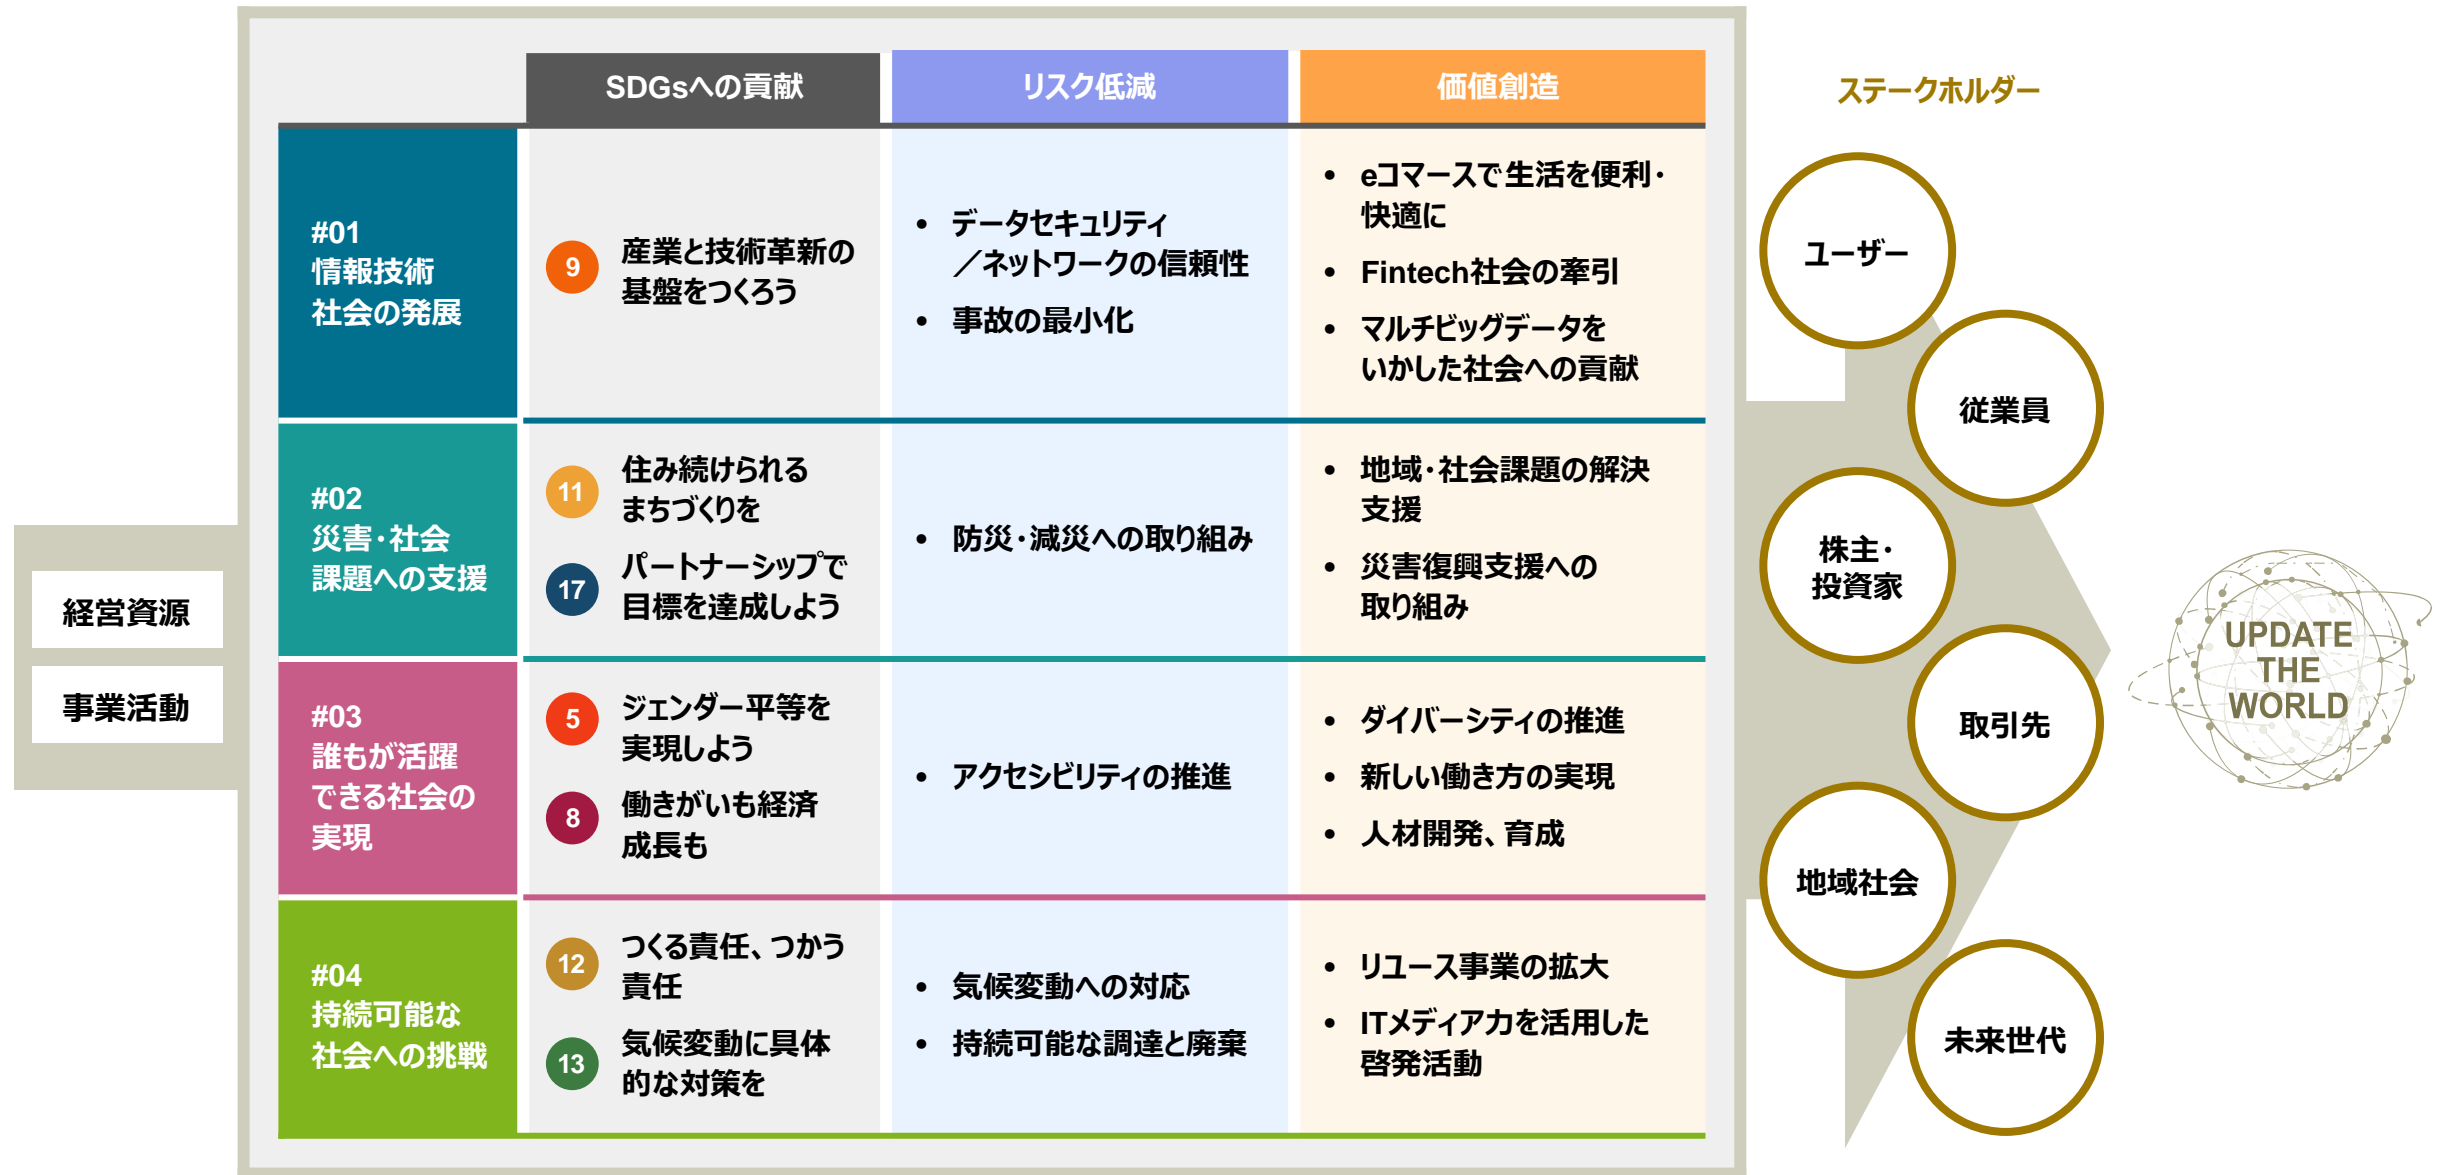 SDGsへの貢献
リスク低減
価値創造
ステークホルダー
#01
情報技術
社会の発展
9
産業と技術革新の
基盤をつくろう
• データセキュリティ
／ネットワークの信頼性
• 事故の最小化
• eコマースで生活を便利・
快適に
• Fintech社会の牽引
• マルチビッグデータを
いかした社会への貢献
#02
災害・社会
課題への支援
11
住み続けられる
まちづくりを
17
パートナーシップで
目標を達成しよう
• 防災・減災への取り組み
• 地域・社会課題の解決
支援
• 災害復興支援への
取り組み
#03
誰もが活躍
できる社会の
実現
5
ジェンダー平等を
実現しよう
8
働きがいも経済
成長も
• アクセシビリティの推進
• ダイバーシティの推進
• 新しい働き方の実現
• 人材開発、育成
#04
持続可能な
社会への挑戦
12
つくる責任、つかう
責任
13
気候変動に具体
的な対策を
• 気候変動への対応
• 持続可能な調達と廃棄
• リユース事業の拡大
• ITメディア力を活用した
啓発活動
経営資源
事業活動
ユーザー
従業員
株主・
投資家
取引先
地域社会
未来世代
UPDATE
THE
WORLD